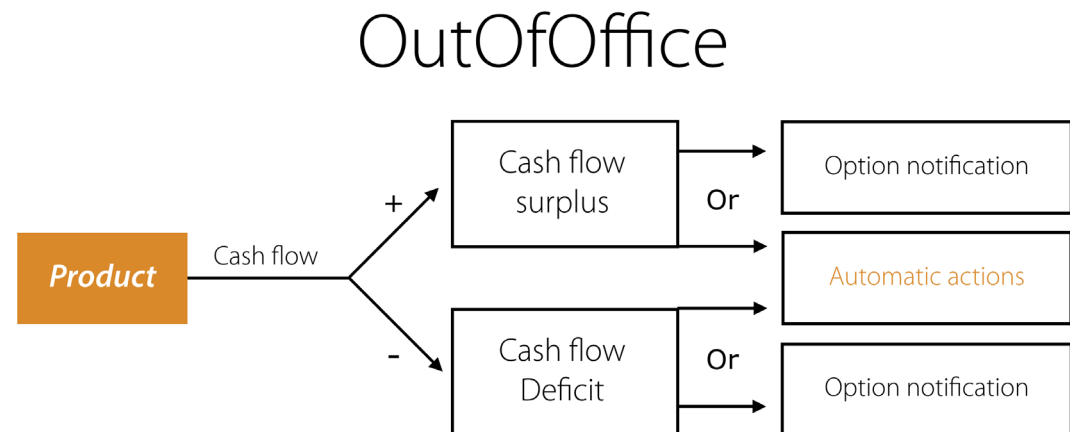 OutOfOffice
Product
Cash flow
+
-
Cash flow
surplus
Cash flow
Deficit
Or
Or
Option notification
Automatic actions
Option notification